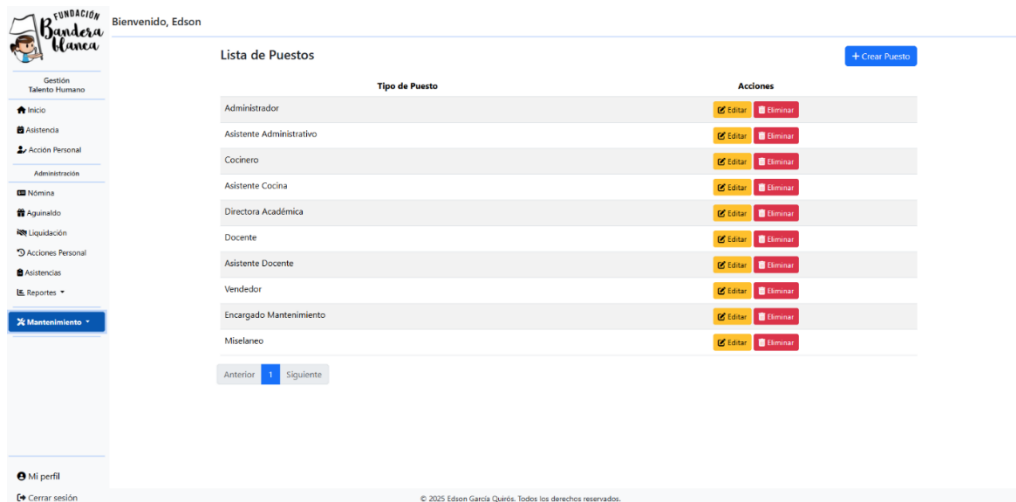 FUNDACIÓN
Bandera
blanca
Bienvenido, Edson
Gestión
Talento Humano
Inicio
Asistencia
Acción Personal
Administración
Nómina
Aguinaldo
Liquidación
Acciones Personal
Asistencias
Reportes
Mantenimiento
Mi perfil
Cerrar sesión
Lista de Puestos
+ Crear Puesto
Tipo de Puesto Acciones
Administrador Editar Eliminar
Asistente Administrativo Editar Eliminar
Cocinero Editar Eliminar
Asistente Cocina Editar Eliminar
Directora Académica Editar Eliminar
Docente Editar Eliminar
Asistente Docente Editar Eliminar
Vendedor Editar Eliminar
Encargado Mantenimiento Editar Eliminar
Miselaneo Editar Eliminar
Anterior 1 Siguiente
© 2025 Edson García Quirós. Todos los derechos reservados.